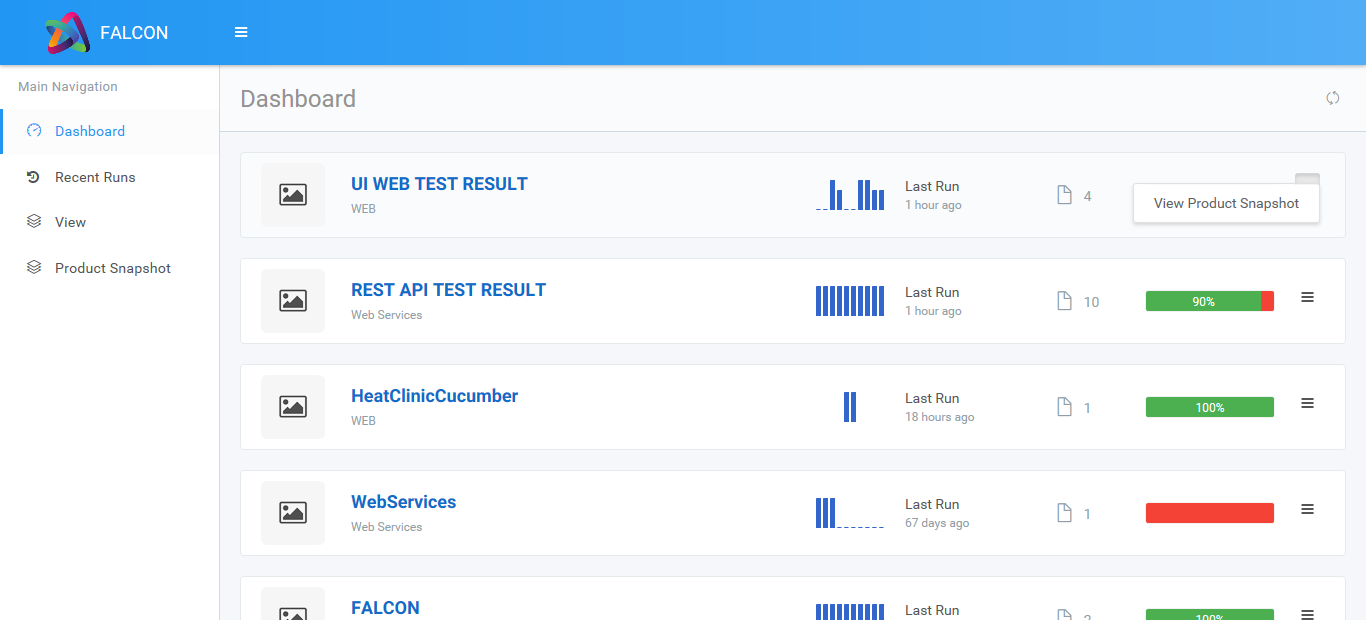 FALCON
Main Navigation
Dashboard
Recent Runs
View
Product Snapshot
Dashboard
UI WEB TEST RESULT
WEB
Last Run
1 hour ago
4
View Product Snapshot
REST API TEST RESULT
Web Services
Last Run
1 hour ago
10
90%
HeatClinicCucumber
WEB
Last Run
18 hours ago
1
100%
WebServices
Web Services
Last Run
67 days ago
1
FALCON
Last Run
2
100%